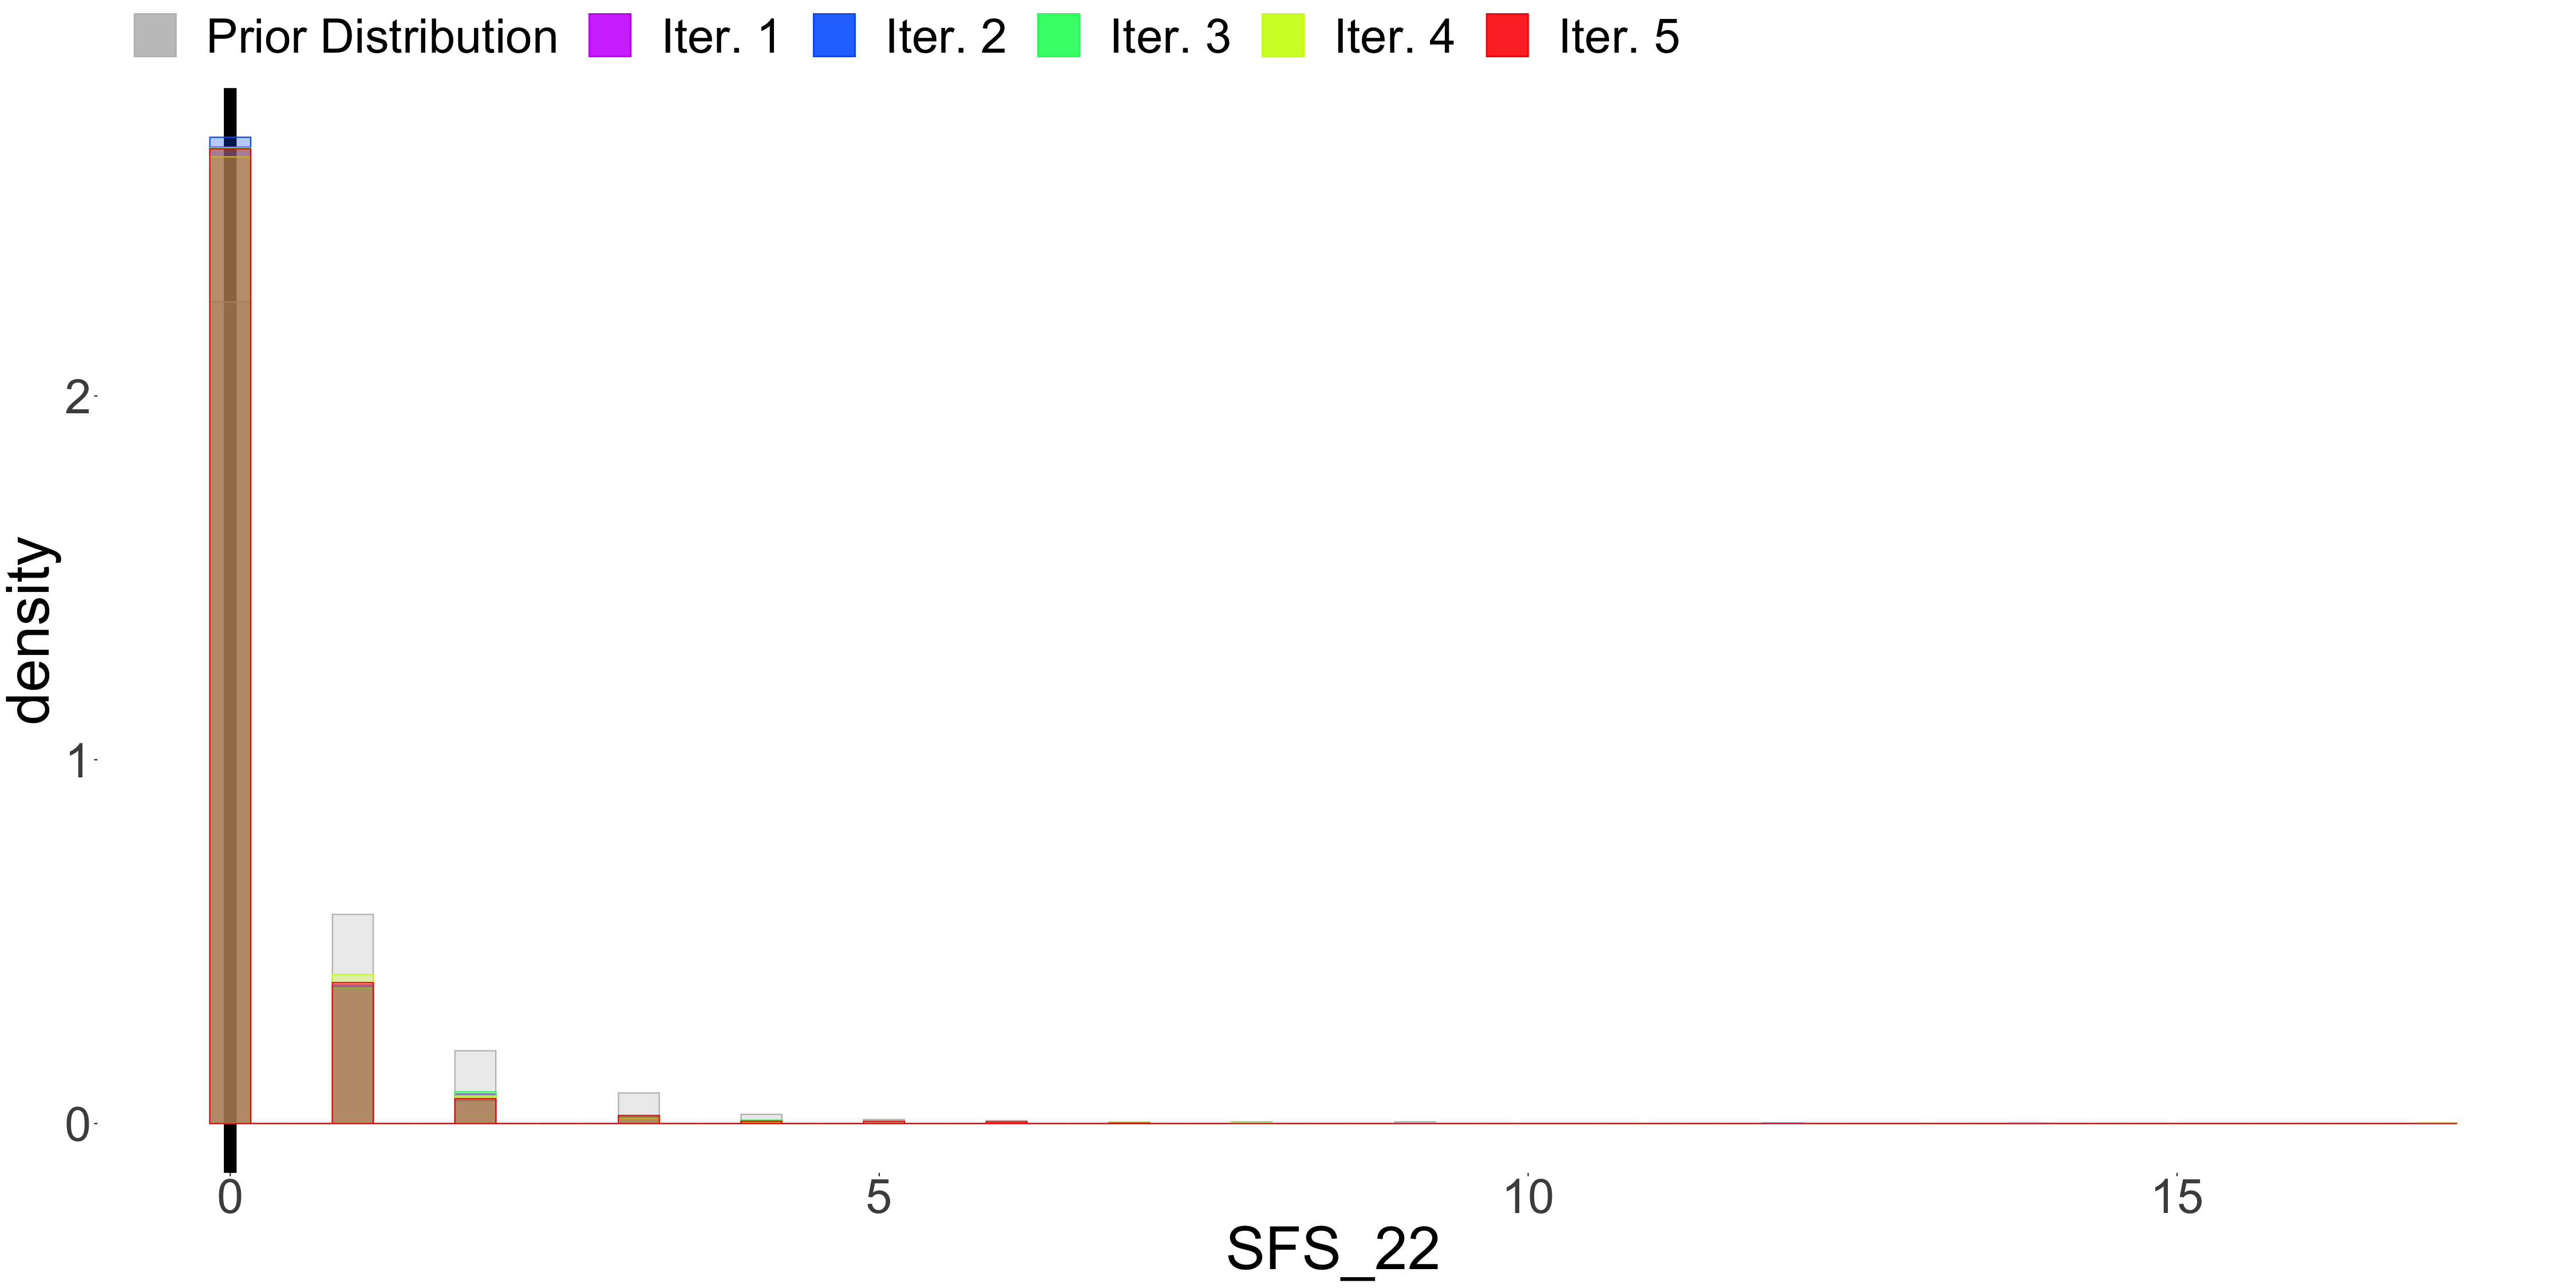 Prior Distribution Iter. 1 Iter. 2 Iter. 3 Iter. 4 Iter. 5
density
2
1
0
0 5 10 15
SFS_22